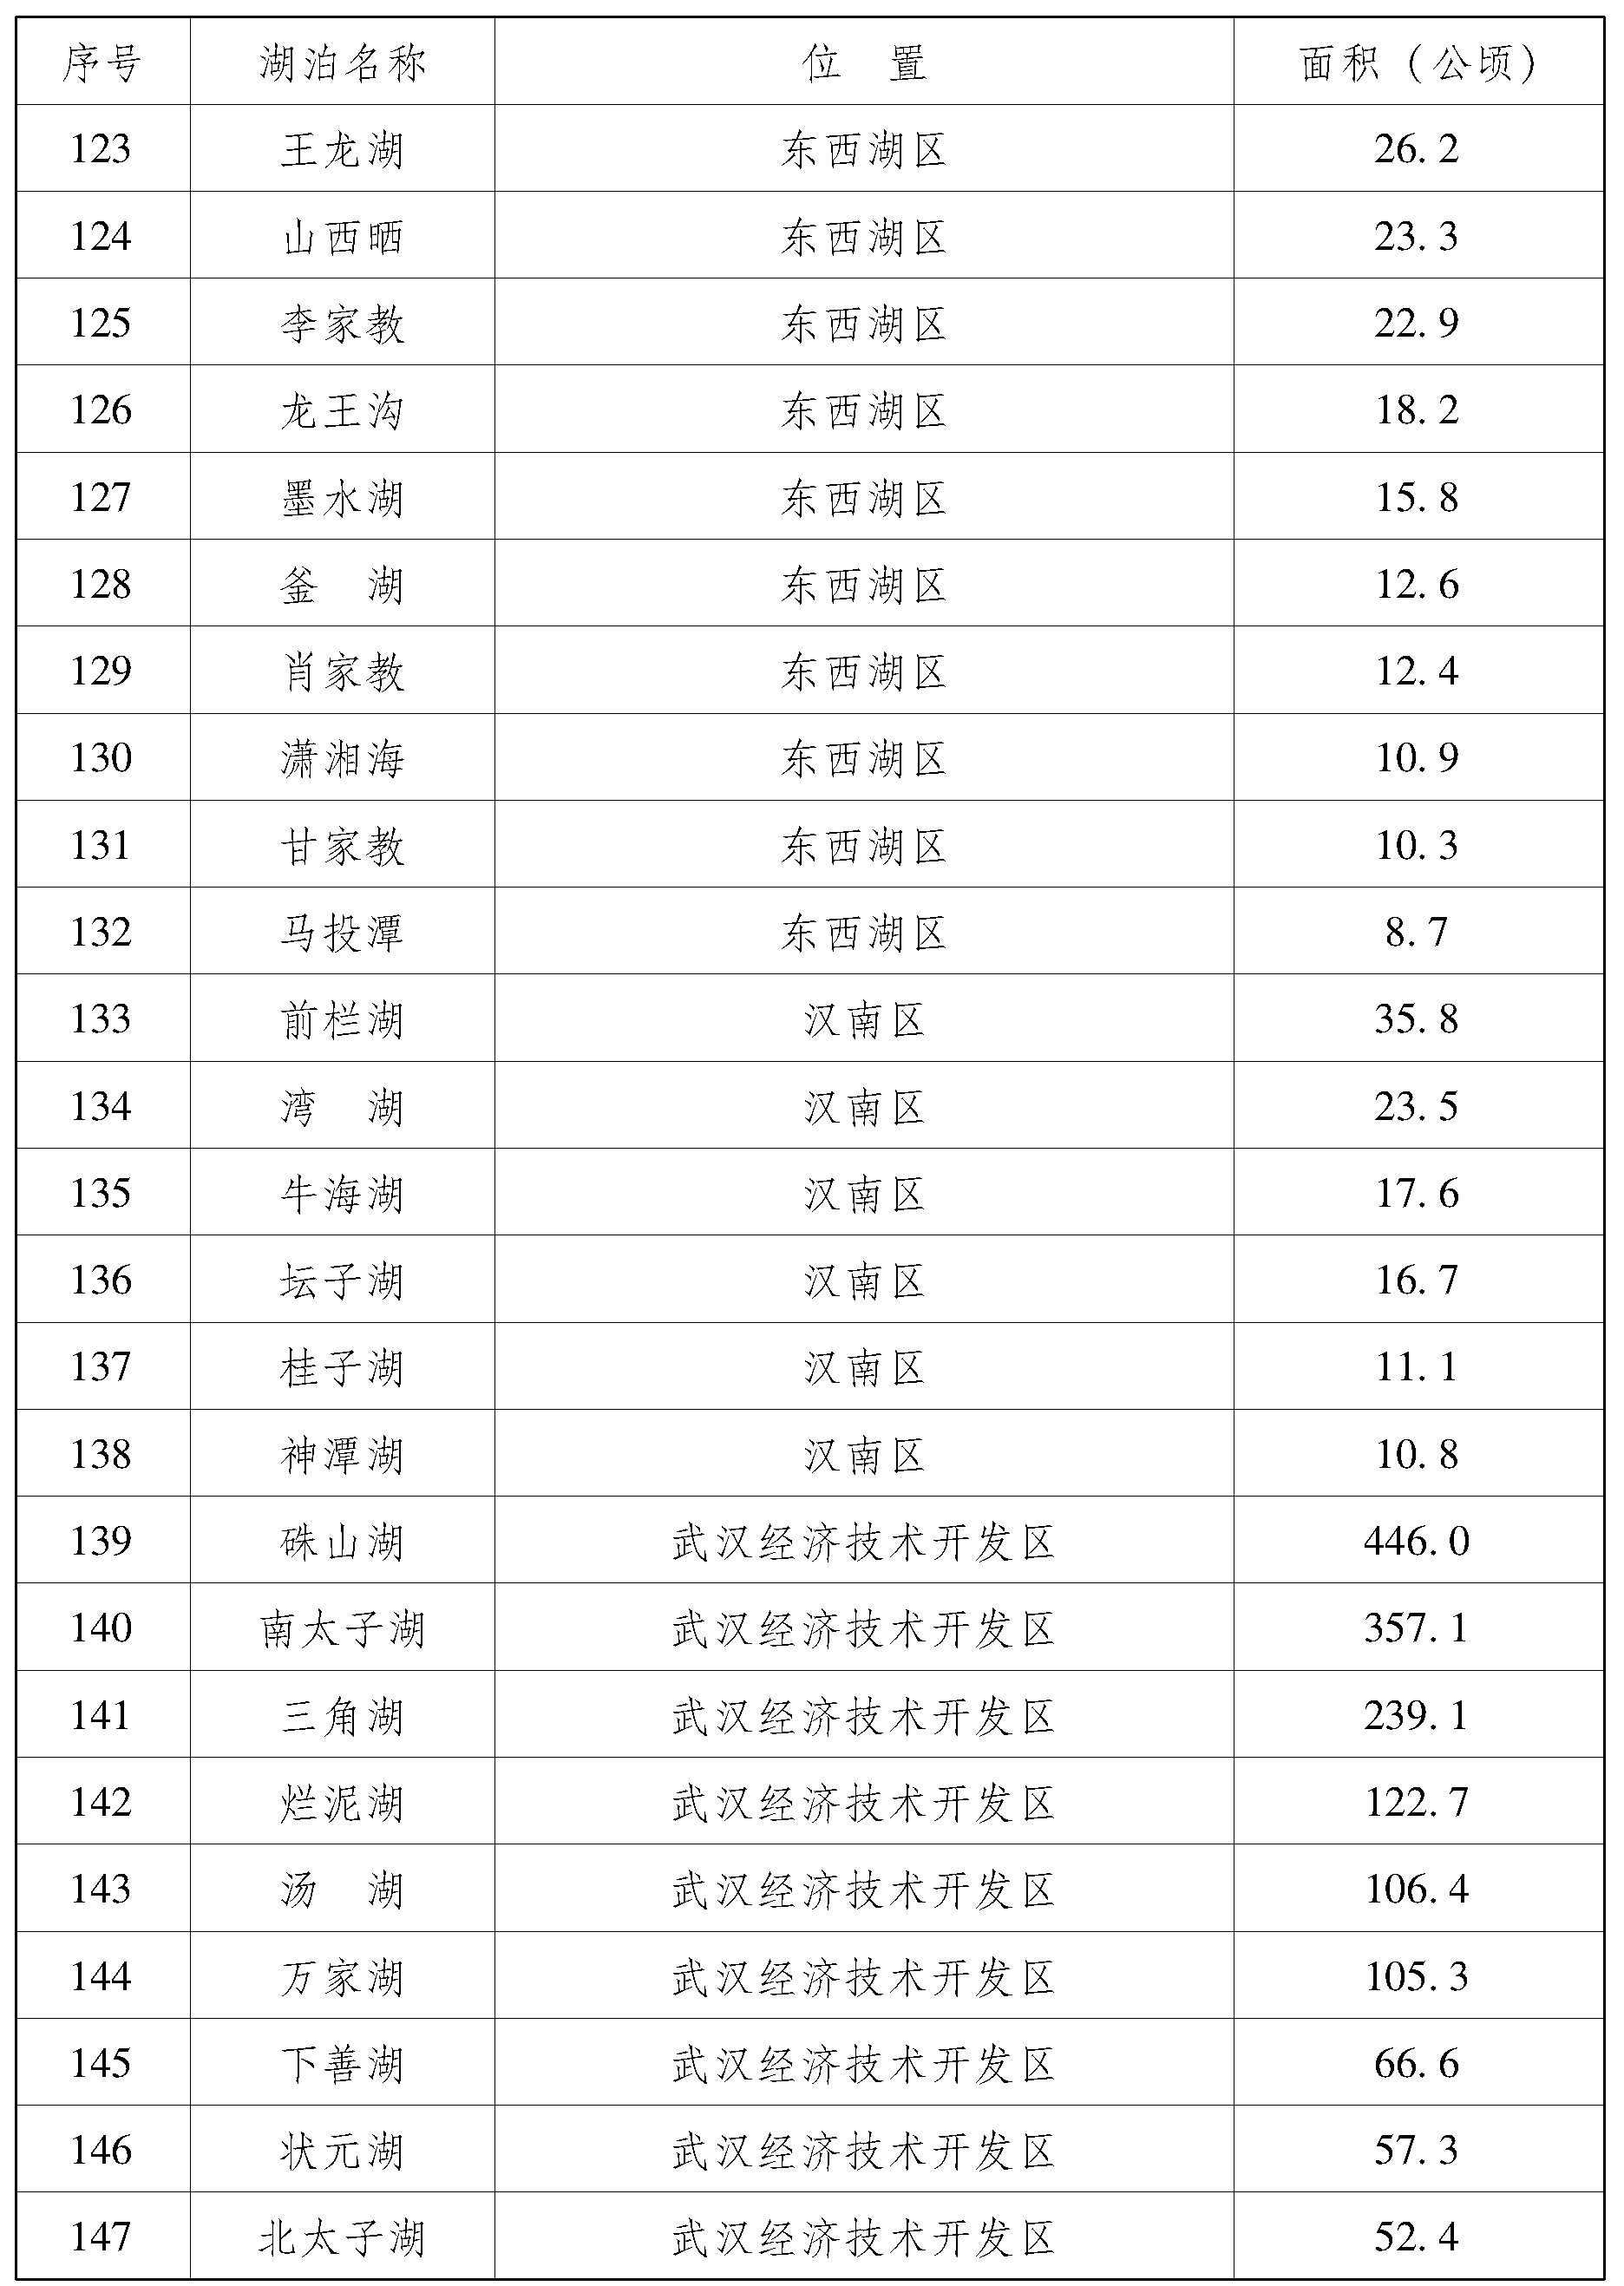 序号 湖泊名称 位 置 面积（公顷）
123 王龙湖 东西湖区 26.2
124 山西晒 东西湖区 23.3
125 李家教 东西湖区 22.9
126 龙王沟 东西湖区 18.2
127 墨水湖 东西湖区 15.8
128 釜 湖 东西湖区 12.6
129 肖家教 东西湖区 12.4
130 潇湘海 东西湖区 10.9
131 甘家教 东西湖区 10.3
132 马投潭 东西湖区 8.7
133 前栏湖 汉南区 35.8
134 湾 湖 汉南区 23.5
135 牛海湖 汉南区 17.6
136 坛子湖 汉南区 16.7
137 桂子湖 汉南区 11.1
138 神潭湖 汉南区 10.8
139 硃山湖 武汉经济技术开发区 446.0
140 南太子湖 武汉经济技术开发区 357.1
141 三角湖 武汉经济技术开发区 239.1
142 烂泥湖 武汉经济技术开发区 122.7
143 汤 湖 武汉经济技术开发区 106.4
144 万家湖 武汉经济技术开发区 105.3
145 下善湖 武汉经济技术开发区 66.6
146 状元湖 武汉经济技术开发区 57.3
147 北太子湖 武汉经济技术开发区 52.4